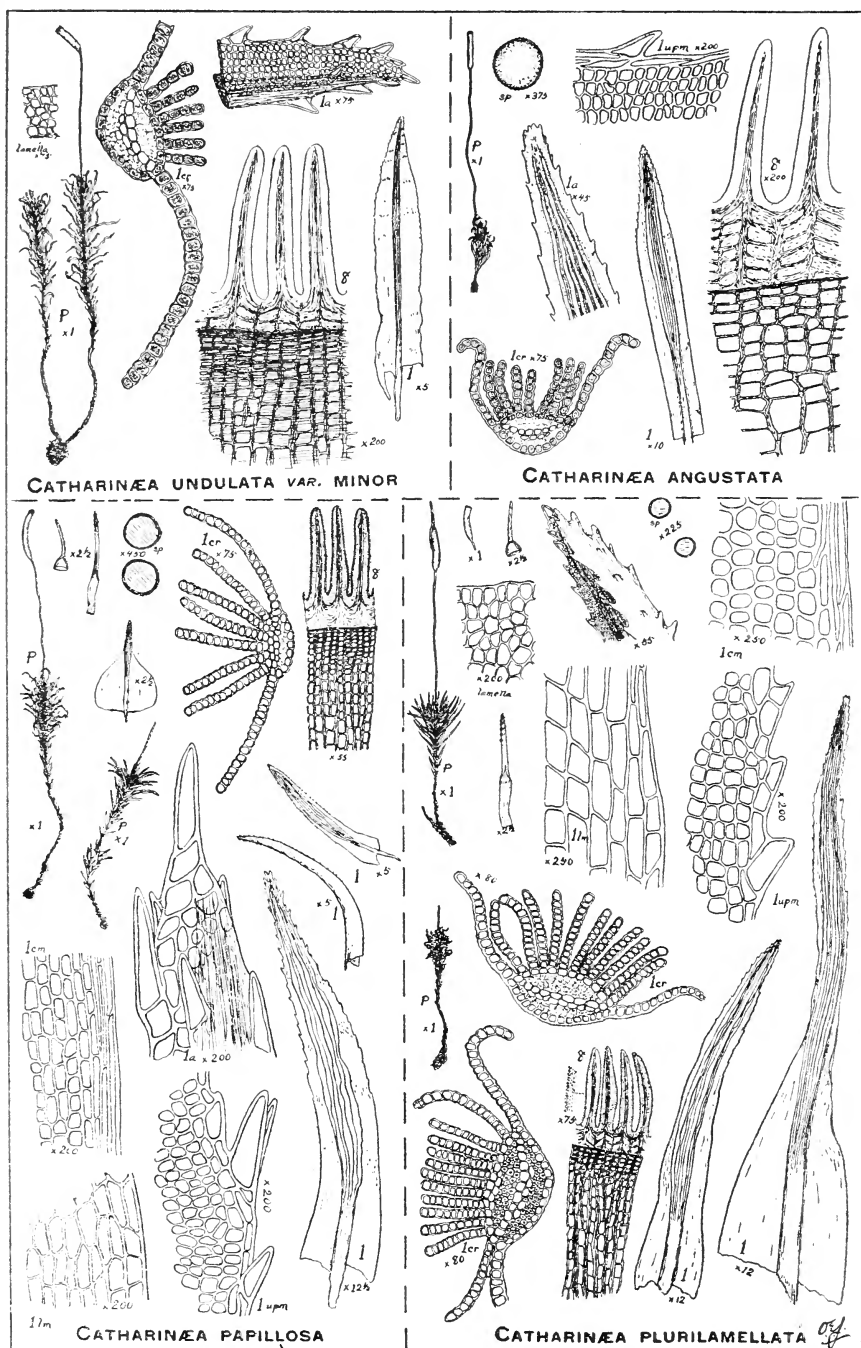 lamella
P
x1
1cr
x75
1a x75
8
x200
1
x5
CATHARINÆA UNDULATA VAR. MINOR
P
x1
sp x375
1upm x200
1a
x45
1cr x75
1
x10
8
x200
CATHARINÆA ANGUSTATA
P
x1
x2½
x450 sp
P
x1
1cr
x75
8
x55
x5
1
1
x5
1cm
x200
1a x200
x200
1upm
1
x12½
x200
1lm
CATHARINÆA PAPILLOSA
P
x1
x1
x2½
x200
lamella
x2½
sp
x225
x250
1cm
1lm
x250
x200
1upm
x80
1cr
P
x1
1cr
x80
8
x75
1
x12
1
x12
CATHARINÆA PLURILAMELLATA